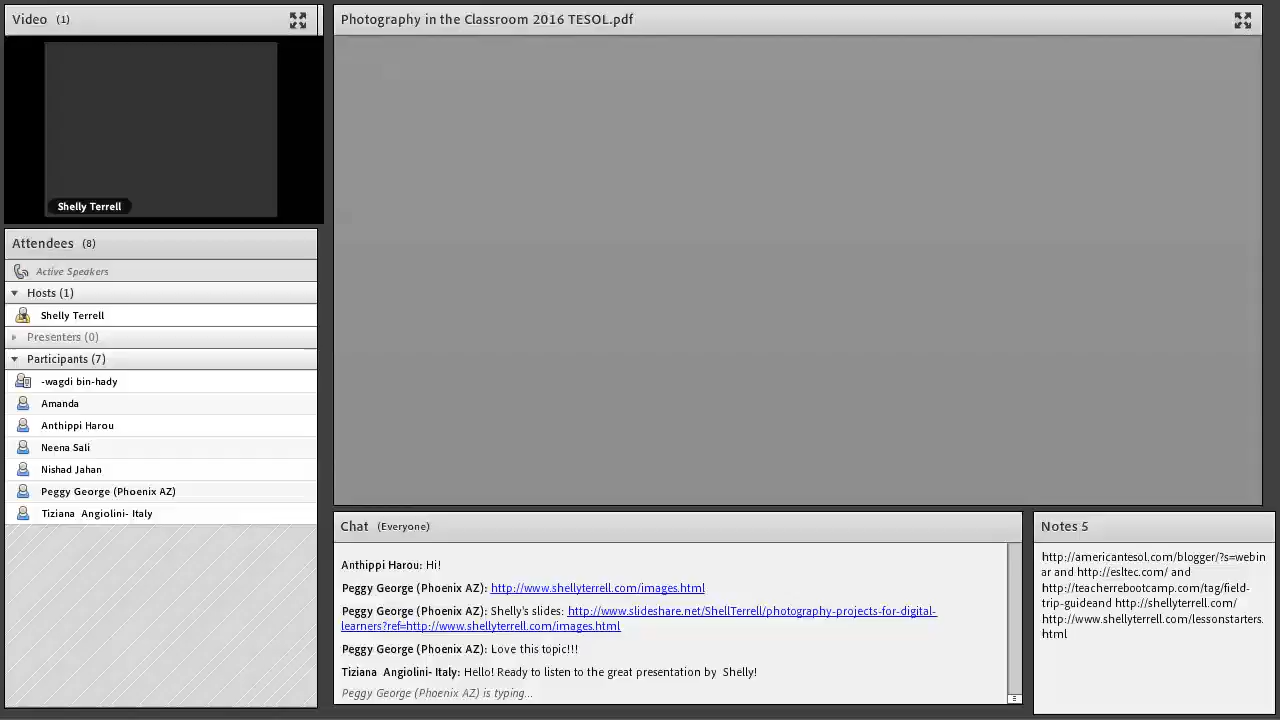 Video (1)
Shelly Terrell
Attendees (8)
Active Speakers
Hosts (1)
Shelly Terrell
Presenters (0)
Participants (7)
-wagdi bin-hady
Amanda
Anthippi Harou
Neena Sali
Nishad Jahan
Peggy George (Phoenix AZ)
Tiziana Angiolini- Italy
Photography in the Classroom 2016 TESOL.pdf
Chat (Everyone)
Anthippi Harou: Hi!
Peggy George (Phoenix AZ): http://www.shellyterrell.com/images.html
Peggy George (Phoenix AZ): Shelly's slides: http://www.slideshare.net/ShellTerrell/photography-projects-for-digital-
learners?ref=http://www.shellyterrell.com/images.html
Peggy George (Phoenix AZ): Love this topic!!!
Tiziana Angiolini- Italy: Hello! Ready to listen to the great presentation by Shelly!
Peggy George (Phoenix AZ) is typing...
Notes 5
http://americantesol.com/blogger/?s=webin
ar and http://esltec.com/ and
http://teacherrebootcamp.com/tag/field-
trip-guideand http://shellyterrell.com/
http://www.shellyterrell.com/lessonstarters.
html